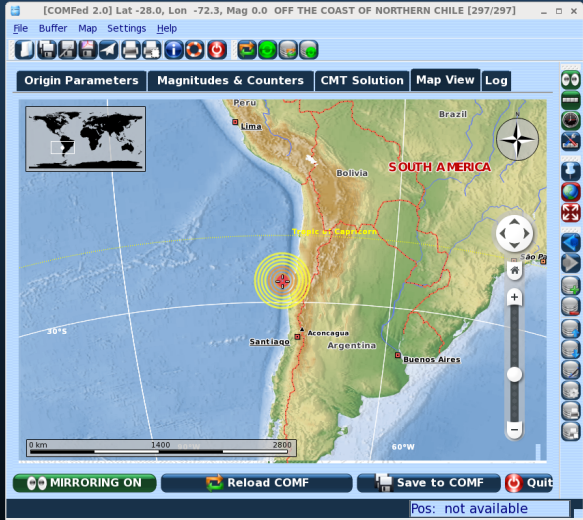 [COMFed 2.0] Lat -28.0, Lon -72.3, Mag 0.0 OFF THE COAST OF NORTHERN CHILE [297/297]
File Buffer Map Settings Help
Origin Parameters Magnitudes & Counters CMT Solution Map View Log
Peru
Brazil
N
Lima
Bolivia
SOUTH AMERICA
Tropic of Capricorn
São Pa
30°S
Aconcagua
Santiago
Argentina
Buenos Aires
0 km 1400 2800
60°W
MIRRORING ON Reload COMF Save to COMF Quit
Pos: not available